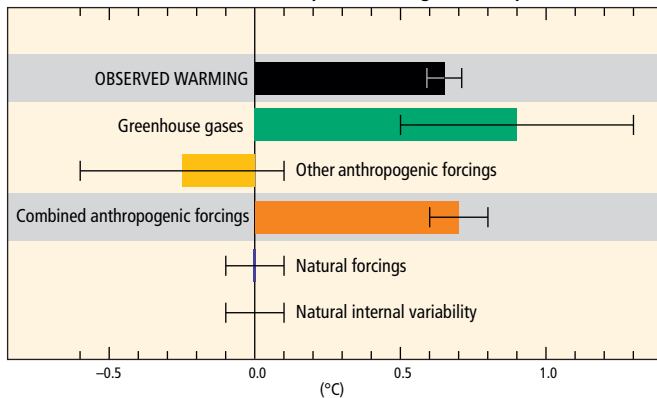 OBSERVED WARMING
Greenhouse gases
Other anthropogenic forcings
Combined anthropogenic forcings
Natural forcings
Natural internal variability
–0.5 0.0 0.5 1.0
(°C)